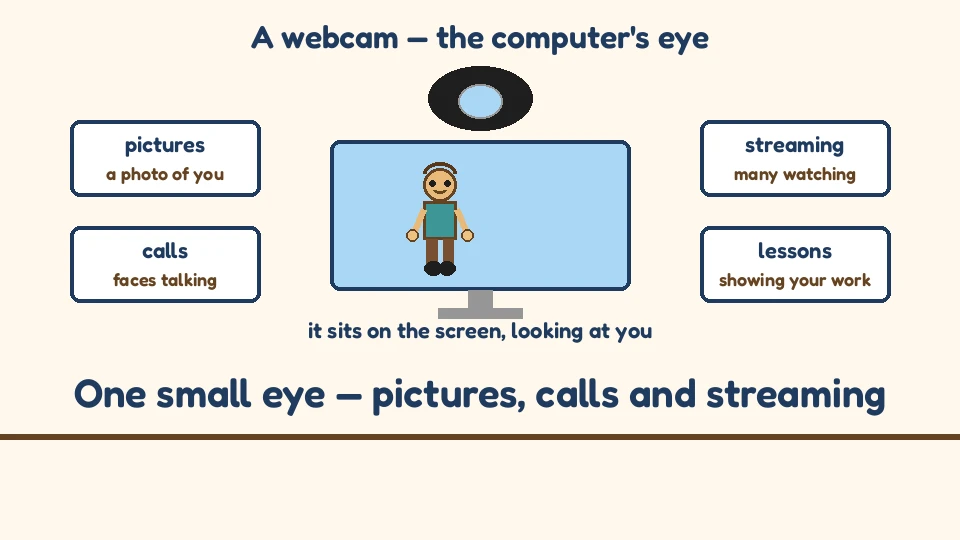 A webcam — the computer's eye
pictures
a photo of you
calls
faces talking
streaming
many watching
lessons
showing your work
it sits on the screen, looking at you
One small eye — pictures, calls and streaming